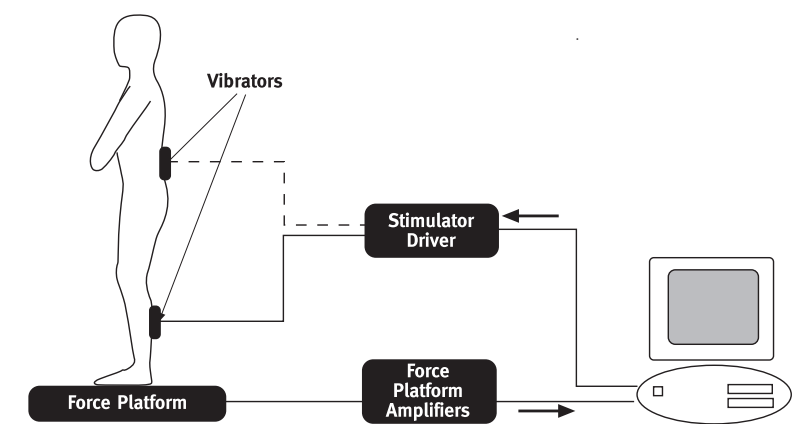 Vibrators
Stimulator
Driver
Force
Platform
Amplifiers
Force Platform